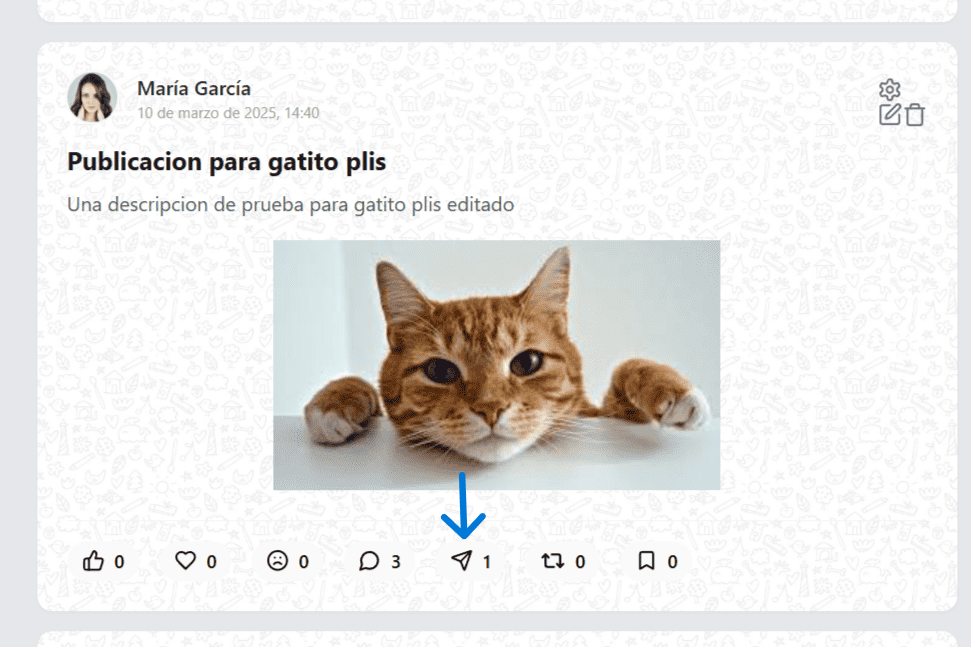 María García
10 de marzo de 2025, 14:40
Publicacion para gatito plis
Una descripcion de prueba para gatito plis editado
0 0 0 3 1 0 0